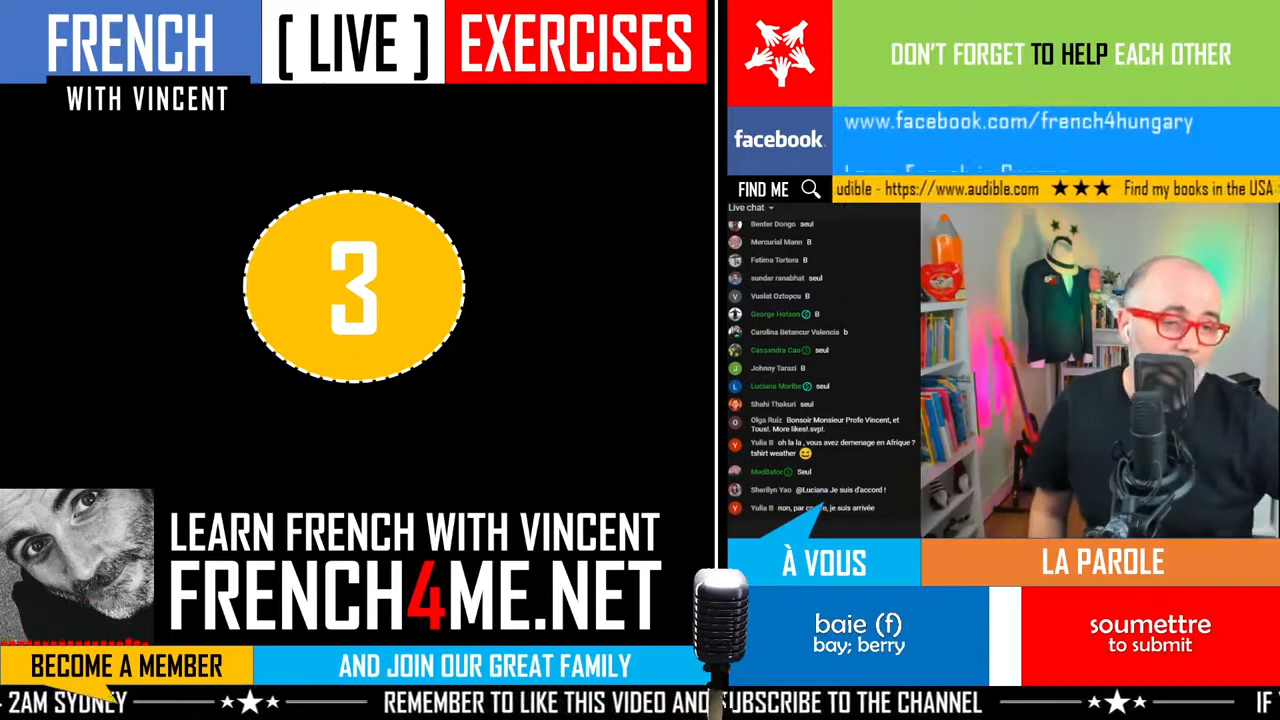 FRENCH
[ LIVE ]
EXERCISES
WITH VINCENT
3
LEARN FRENCH WITH VINCENT
FRENCH4ME.NET
BECOME A MEMBER
AND JOIN OUR GREAT FAMILY
DON'T FORGET TO HELP EACH OTHER
facebook
www.facebook.com/french4hungary
FIND ME
udible - https://www.audible.com ★★★ Find my books in the USA
Live chat
Benter Dongo seul
Mercurial Mann B
Fatima Tortora B
sundar ranabhat seul
Vuslat Oztopcu B
George Hotson B
Carolina Betancur Valencia b
Cassandra Cao seul
Johnny Tarazi B
Luciana Moribe seul
Shahi Thakuri seul
Olga Ruiz Bonsoir Monsieur Profe Vincent, et
Tous!. More likes!.svp!.
Yulia B oh la la , vous avez demenage en Afrique ?
tshirt weather
Meditator Seul
Sherilyn Yao @Luciana Je suis d'accord !
Yulia B non, par je suis arrivée
À VOUS
LA PAROLE
baie (f)
bay; berry
soumettre
to submit
- 2AM SYDNEY
REMEMBER TO LIKE THIS VIDEO AND SUBSCRIBE TO THE CHANNEL
IF